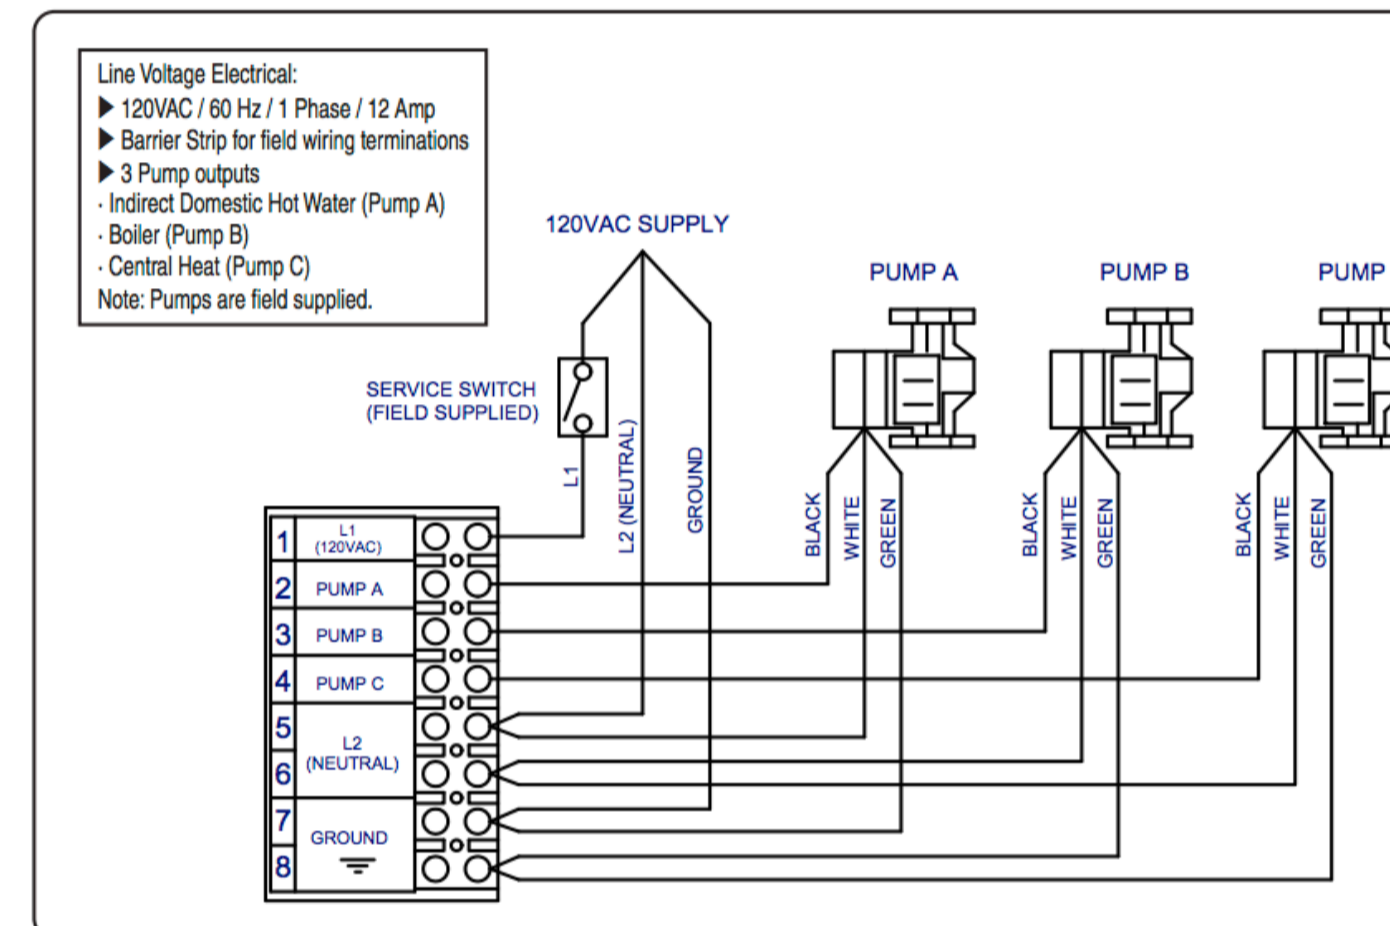 Line Voltage Electrical:
▶ 120VAC / 60 Hz / 1 Phase / 12 Amp
▶ Barrier Strip for field wiring terminations
▶ 3 Pump outputs
· Indirect Domestic Hot Water (Pump A)
· Boiler (Pump B)
· Central Heat (Pump C)
Note: Pumps are field supplied.
120VAC SUPPLY
PUMP A
PUMP B
PUMP
SERVICE SWITCH
(FIELD SUPPLIED)
L1
L2 (NEUTRAL)
GROUND
BLACK
WHITE
GREEN
BLACK
WHITE
GREEN
BLACK
WHITE
GREEN
1 L1
(120VAC)
2 PUMP A
3 PUMP B
4 PUMP C
5
L2
(NEUTRAL)
6
7
GROUND
8